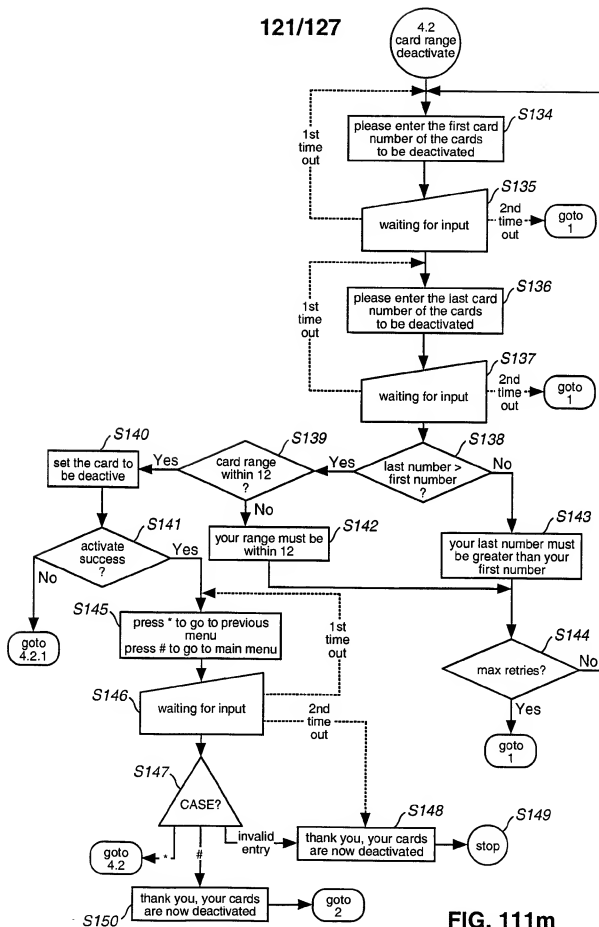 121/127
4.2
card range
deactivate
S134
please enter the first card
number of the cards
to be deactivated
1st
time
out
S135
waiting for input
2nd
time
out
goto
1
S136
please enter the last card
number of the cards
to be deactivated
1st
time
out
S137
waiting for input
2nd
time
out
goto
1
S140
set the card to
be deactive
Yes
S139
card range
within 12
?
Yes
S138
last number >
first number
?
No
No
S141
activate
success
?
Yes
No
S142
your range must be
within 12
S143
your last number must
be greater than your
first number
goto
4.2.1
S145
press * to go to previous
menu
press # to go to main menu
1st
time
out
S144
max retries?
No
Yes
goto
1
S146
waiting for input
2nd
time
out
S147
CASE?
invalid
entry
S148
thank you, your cards
are now deactivated
S149
stop
goto
4.2
*
#
S150
thank you, your cards
are now deactivated
goto
2
FIG. 111m